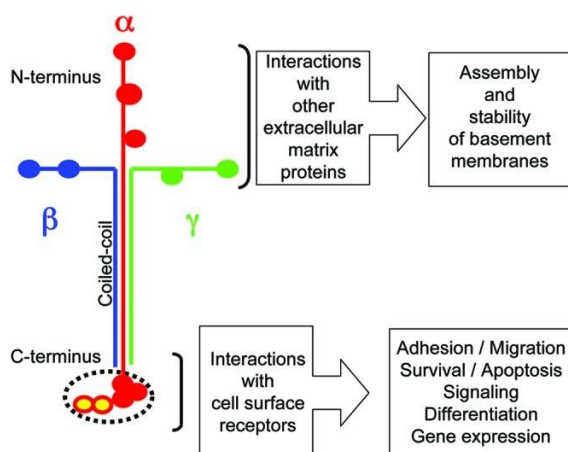 α
N-terminus
Interactions
with
other
extracellular
matrix
proteins
Assembly
and
stability
of basement
membranes
β
γ
Coiled-coil
C-terminus
Interactions
with
cell surface
receptors
Adhesion / Migration
Survival / Apoptosis
Signaling
Differentiation
Gene expression